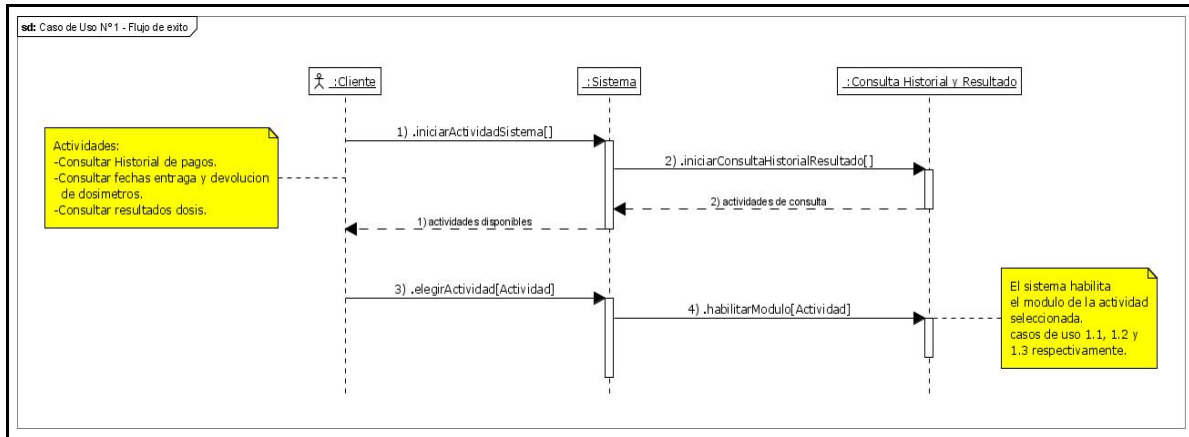 sd: Caso de Uso Nº 1 - Flujo de exito
_:Cliente
_:Sistema
_:Consulta Historial y Resultado
Actividades:
-Consultar Historial de pagos.
-Consultar fechas entraga y devolucion
de dosimetros.
-Consultar resultados dosis.
1) .iniciarActividadSistema[]
2) .iniciarConsultaHistorialResultado[]
2) actividades de consulta
1) actividades disponibles
3) .elegirActividad[Actividad]
4) .habilitarModulo[Actividad]
El sistema habilita
el modulo de la actividad
seleccionada.
casos de uso 1.1, 1.2 y
1.3 respectivamente.